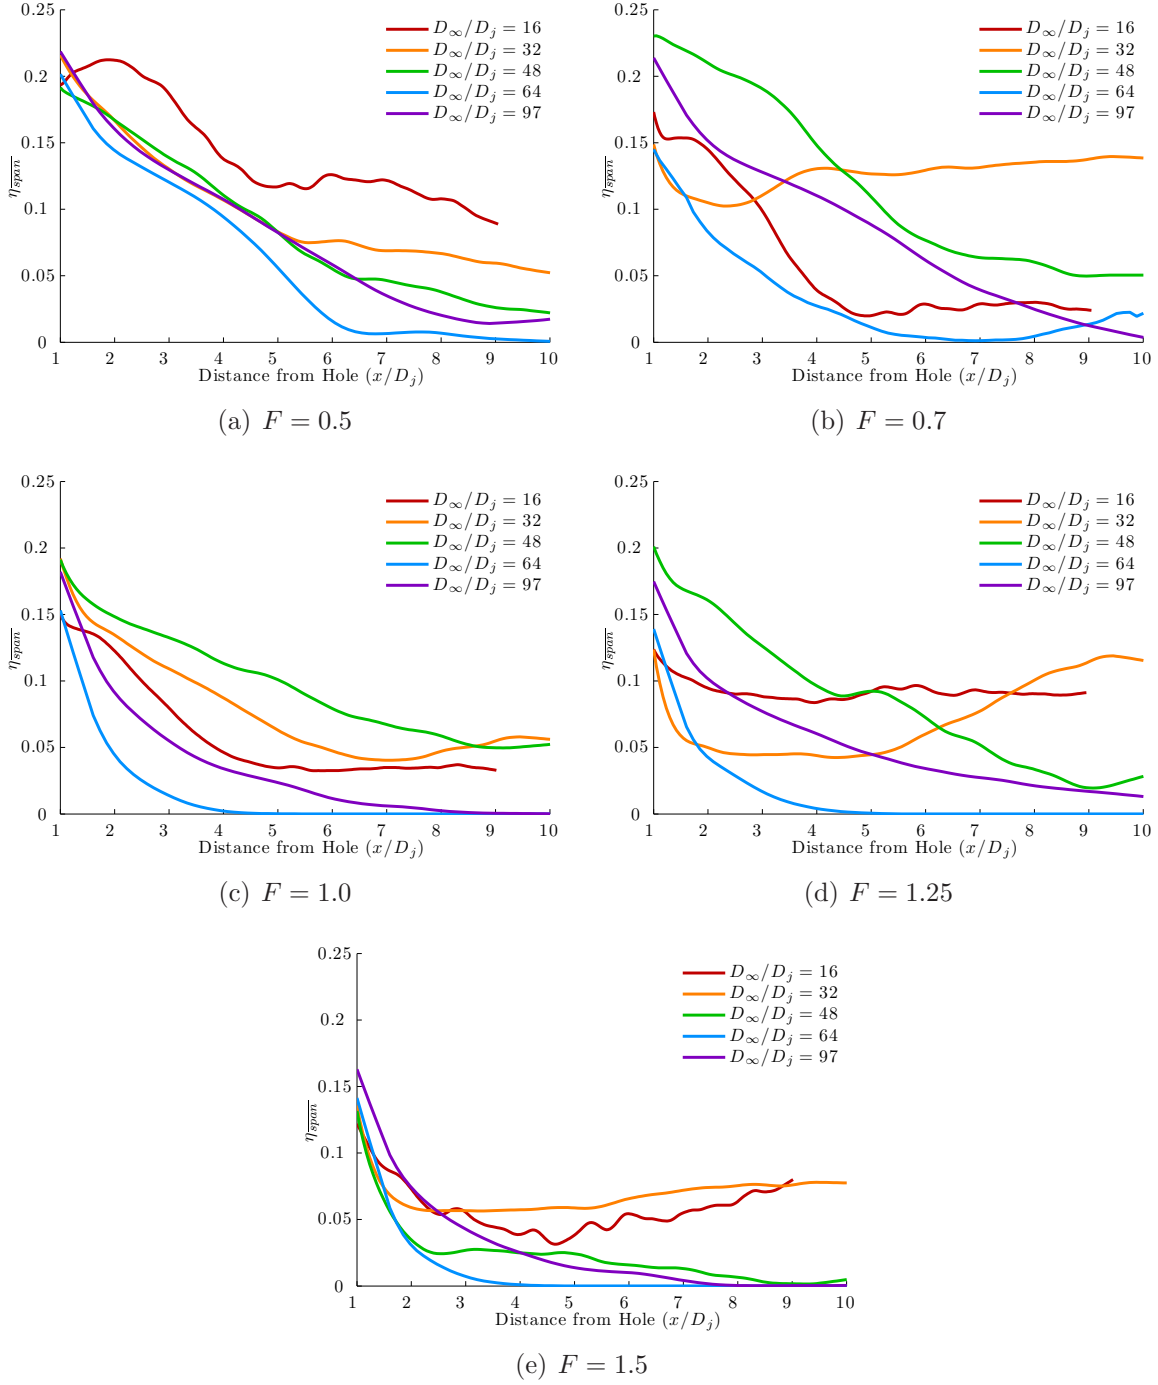 0.25
0.2
0.15
0.1
0.05
0
η_span
D∞/Dj = 16
D∞/Dj = 32
D∞/Dj = 48
D∞/Dj = 64
D∞/Dj = 97
1 2 3 4 5 6 7 8 9 10
Distance from Hole (x/Dj)
(a) F = 0.5
0.25
0.2
0.15
0.1
0.05
0
η_span
D∞/Dj = 16
D∞/Dj = 32
D∞/Dj = 48
D∞/Dj = 64
D∞/Dj = 97
1 2 3 4 5 6 7 8 9 10
Distance from Hole (x/Dj)
(b) F = 0.7
0.25
0.2
0.15
0.1
0.05
0
η_span
D∞/Dj = 16
D∞/Dj = 32
D∞/Dj = 48
D∞/Dj = 64
D∞/Dj = 97
1 2 3 4 5 6 7 8 9 10
Distance from Hole (x/Dj)
(c) F = 1.0
0.25
0.2
0.15
0.1
0.05
0
η_span
D∞/Dj = 16
D∞/Dj = 32
D∞/Dj = 48
D∞/Dj = 64
D∞/Dj = 97
1 2 3 4 5 6 7 8 9 10
Distance from Hole (x/Dj)
(d) F = 1.25
0.25
0.2
0.15
0.1
0.05
0
η_span
D∞/Dj = 16
D∞/Dj = 32
D∞/Dj = 48
D∞/Dj = 64
D∞/Dj = 97
1 2 3 4 5 6 7 8 9 10
Distance from Hole (x/Dj)
(e) F = 1.5